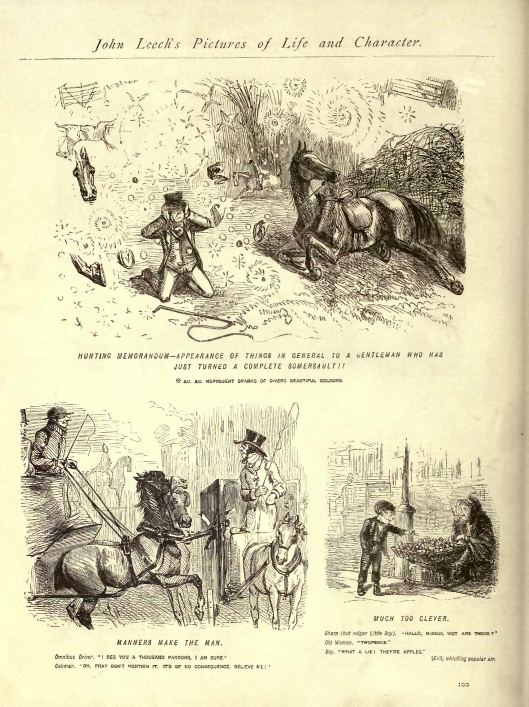 John Leech's Pictures of Life and Character.
HUNTING MEMORANDUM—APPEARANCE OF THINGS IN GENERAL TO A GENTLEMAN WHO HAS
JUST TURNED A COMPLETE SOMERSAULT!!
※ &C. &C. REPRESENT SPARKS OF DIVERS BEAUTIFUL COLOURS.
MANNERS MAKE THE MAN.
Omnibus Driver. "I BEG YOU A THOUSAND PARDONS, I AM SURE."
Cabman. "OH, PRAY DON'T MENTION IT. IT'S OF NO CONSEQUENCE, BELIEVE ME!"
MUCH TOO CLEVER.
Sharp (but vulgar Little Boy). "HALLO, MISSUS, WOT ARE THOSE?"
Old Woman. "TWOPENCE."
Boy. "WHAT A LIE! THEY'RE APPLES."
[Exit, whistling popular air.